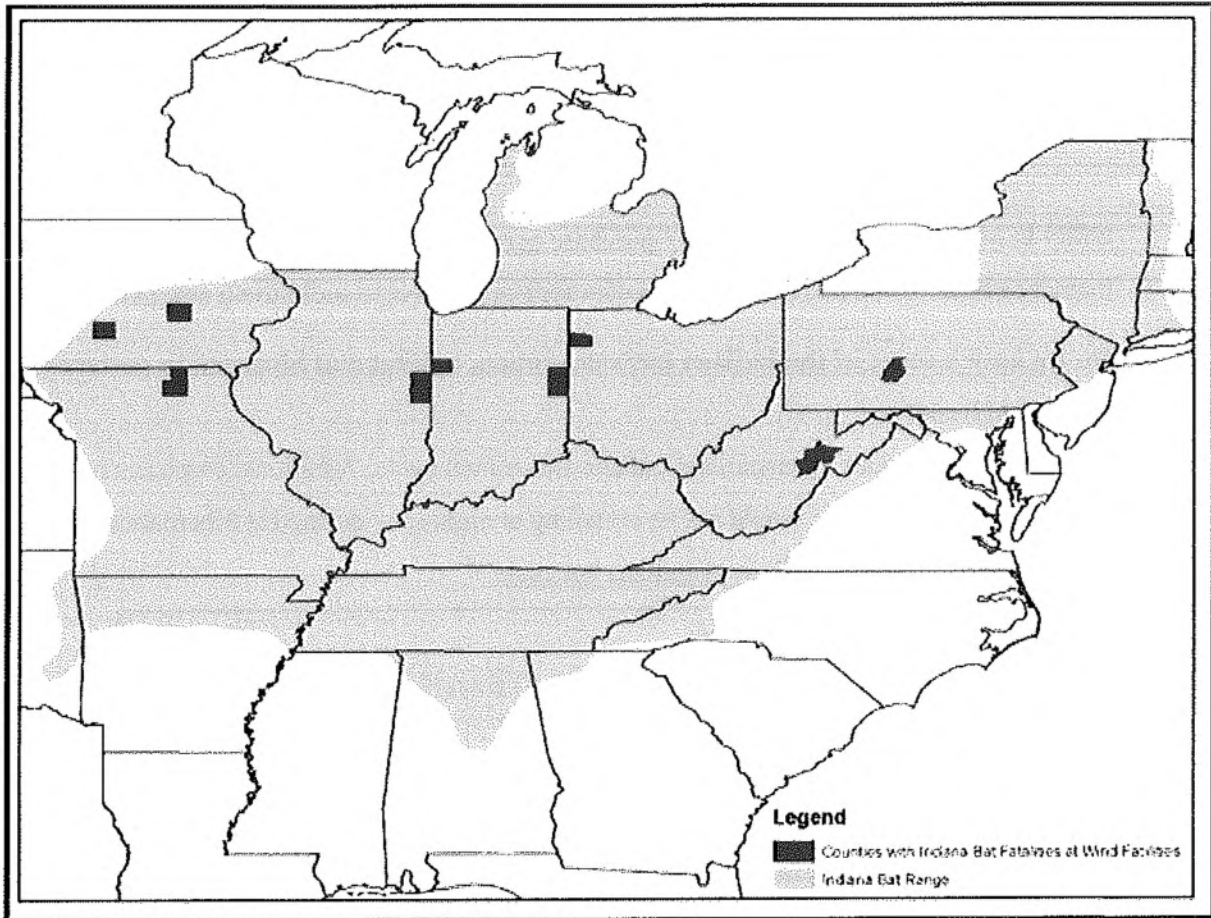 Legend
Counties with Indiana Bat Fatalities at Wind Facilities
Indiana Bat Range